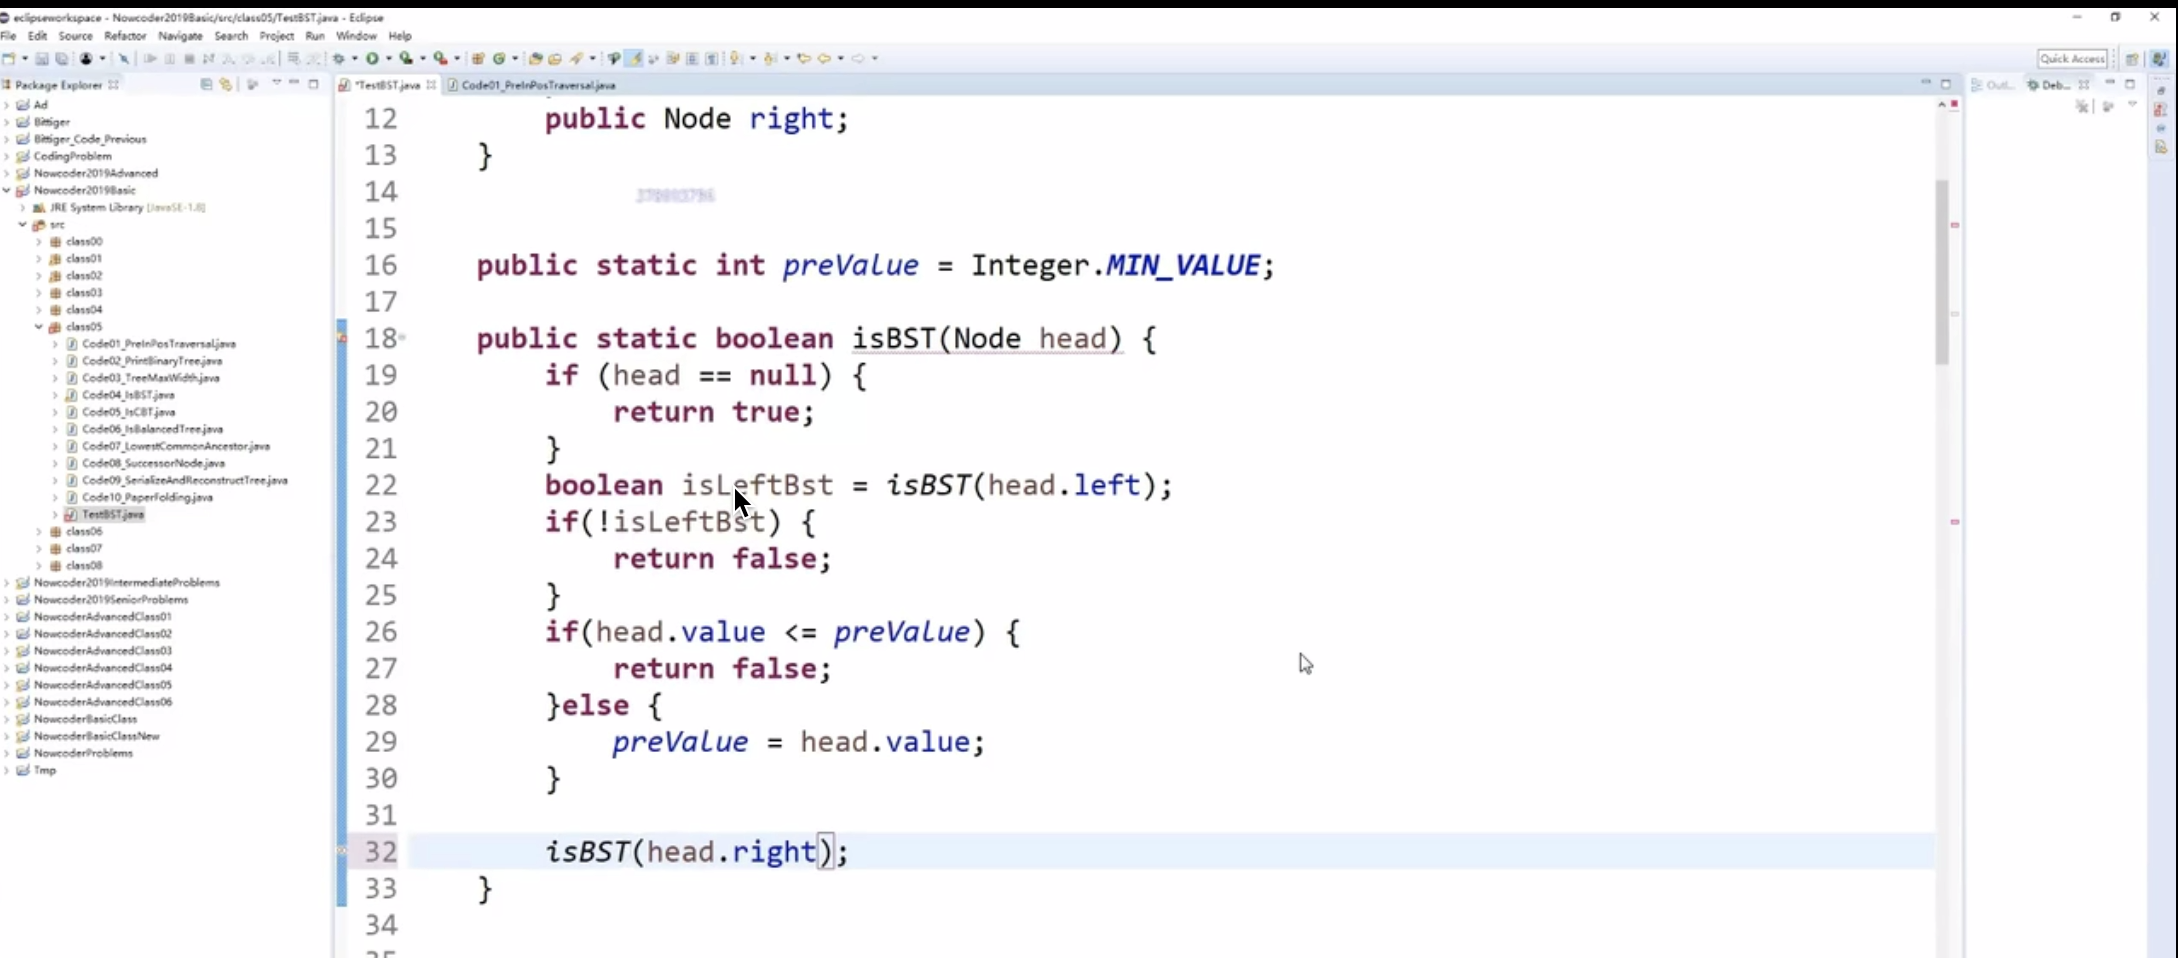 eclipseworkspace - Nowcoder2019Basic/src/class05/TestBST.java - Eclipse
File Edit Source Refactor Navigate Search Project Run Window Help
Quick Access
Package Explorer
Ad
Bittiger
Bittiger_Code_Previous
CodingProblem
Nowcoder2019Advanced
Nowcoder2019Basic
JRE System Library [JavaSE-1.8]
src
class00
class01
class02
class03
class04
class05
Code01_PreInPosTraversal.java
Code02_PrintBinaryTree.java
Code03_TreeMaxWidth.java
Code04_IsBST.java
Code05_IsCBT.java
Code06_IsBalancedTree.java
Code07_LowestCommonAncestor.java
Code08_SuccessorNode.java
Code09_SerializeAndReconstructTree.java
Code10_PaperFolding.java
TestBST.java
class06
class07
class08
Nowcoder2019IntermediateProblems
Nowcoder2019SeniorProblems
NowcoderAdvancedClass01
NowcoderAdvancedClass02
NowcoderAdvancedClass03
NowcoderAdvancedClass04
NowcoderAdvancedClass05
NowcoderAdvancedClass06
NowcoderBasicClass
NowcoderBasicClassNew
NowcoderProblems
Tmp
*TestBST.java Code01_PreInPosTraversal.java
12 public Node right;
13 }
14
15
16 public static int preValue = Integer.MIN_VALUE;
17
18 public static boolean isBST(Node head) {
19 if (head == null) {
20 return true;
21 }
22 boolean isLeftBst = isBST(head.left);
23 if(!isLeftBst) {
24 return false;
25 }
26 if(head.value <= preValue) {
27 return false;
28 }else {
29 preValue = head.value;
30 }
31
32 isBST(head.right);
33 }
34
Outl... Deb...